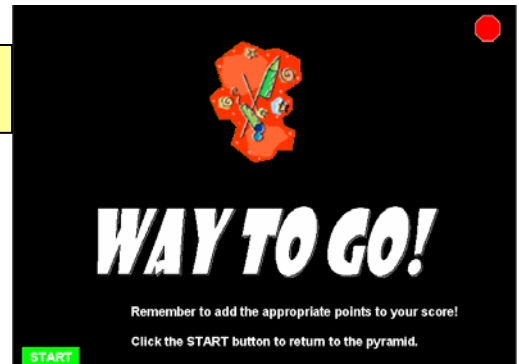 WAY TO GO!
Remember to add the appropriate points to your score!
Click the START button to return to the pyramid.
START